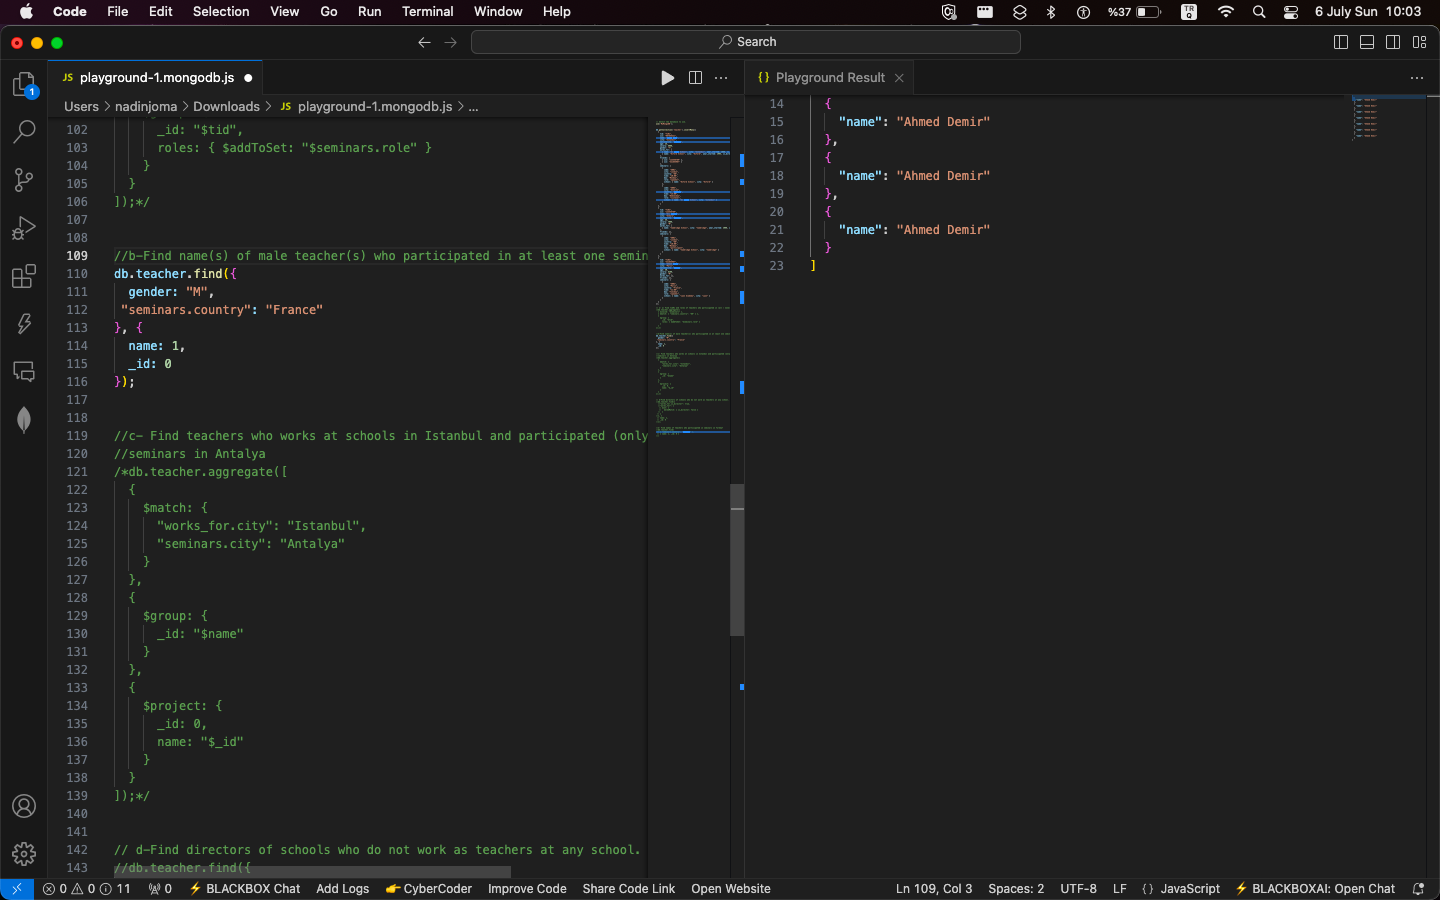 Code File Edit Selection View Go Run Terminal Window Help
%37 TR Q 6 July Sun 10:03
Search
JS playground-1.mongodb.js
{} Playground Result
Users > nadinjoma > Downloads > JS playground-1.mongodb.js > ...
102 _id: "$tid",
103 roles: { $addToSet: "$seminars.role" }
104 }
105 }
106 ]);*/
107
108
109 //b-Find name(s) of male teacher(s) who participated in at least one semin
110 db.teacher.find({
111 gender: "M",
112 "seminars.country": "France"
113 }, {
114 name: 1,
115 _id: 0
116 });
117
118
119 //c- Find teachers who works at schools in Istanbul and participated (only
120 //seminars in Antalya
121 /*db.teacher.aggregate([
122 {
123 $match: {
124 "works_for.city": "Istanbul",
125 "seminars.city": "Antalya"
126 }
127 },
128 {
129 $group: {
130 _id: "$name"
131 }
132 },
133 {
134 $project: {
135 _id: 0,
136 name: "$_id"
137 }
138 }
139 ]);*/
140
141
142 // d-Find directors of schools who do not work as teachers at any school.
143 //db.teacher.find({
14 {
15 "name": "Ahmed Demir"
16 },
17 {
18 "name": "Ahmed Demir"
19 },
20 {
21 "name": "Ahmed Demir"
22 }
23 ]
1
0 0 11 0 BLACKBOX Chat Add Logs CyberCoder Improve Code Share Code Link Open Website Ln 109, Col 3 Spaces: 2 UTF-8 LF {} JavaScript BLACKBOXAI: Open Chat